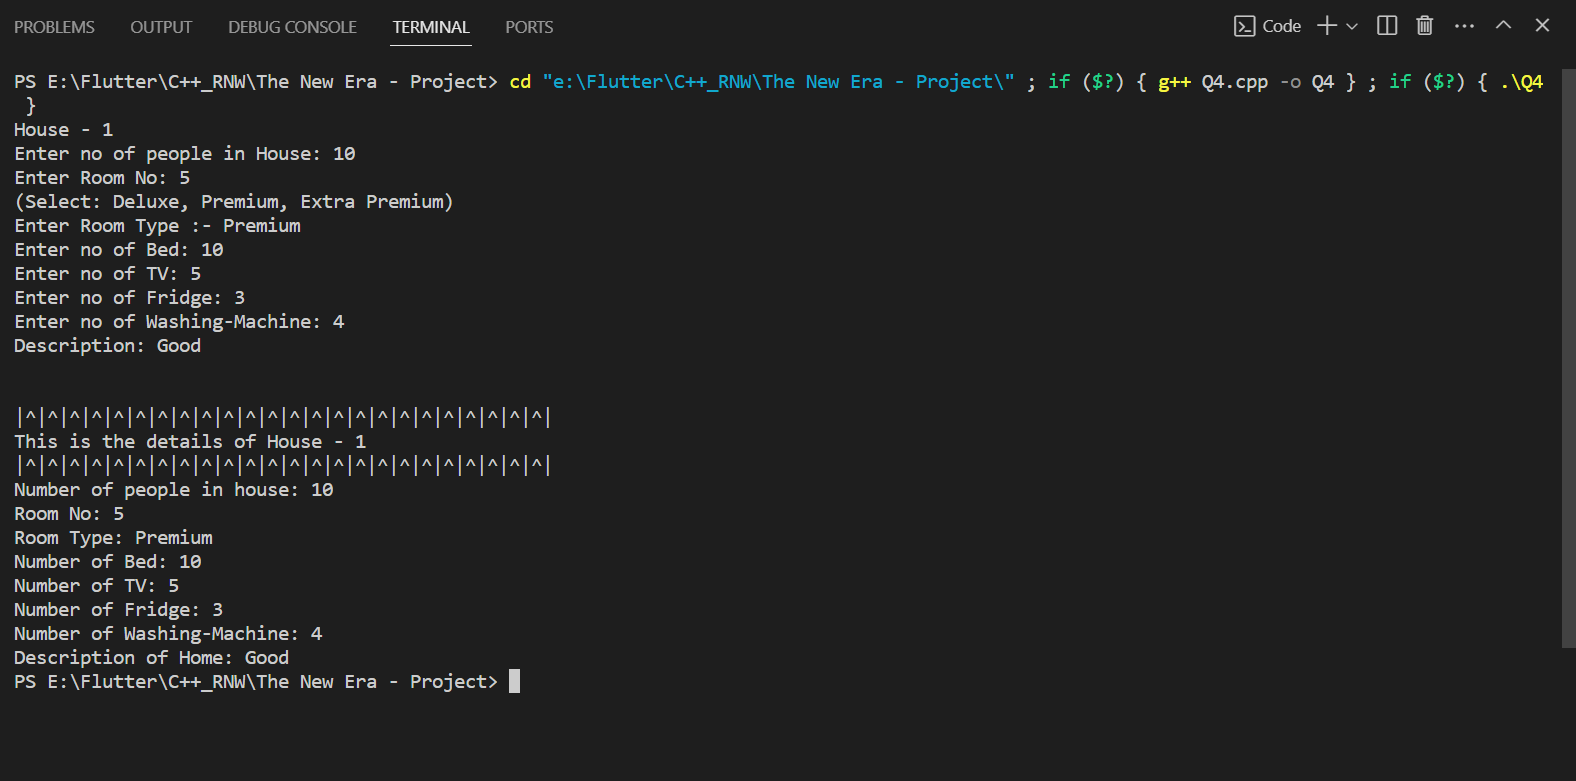 PROBLEMS OUTPUT DEBUG CONSOLE TERMINAL PORTS Code
PS E:\Flutter\C++_RNW\The New Era - Project> cd "e:\Flutter\C++_RNW\The New Era - Project\" ; if ($?) { g++ Q4.cpp -o Q4 } ; if ($?) { .\Q4
}
House - 1
Enter no of people in House: 10
Enter Room No: 5
(Select: Deluxe, Premium, Extra Premium)
Enter Room Type :- Premium
Enter no of Bed: 10
Enter no of TV: 5
Enter no of Fridge: 3
Enter no of Washing-Machine: 4
Description: Good
|^|^|^|^|^|^|^|^|^|^|^|^|^|^|^|^|^|^|^|^|^|^|^|^|
This is the details of House - 1
|^|^|^|^|^|^|^|^|^|^|^|^|^|^|^|^|^|^|^|^|^|^|^|^|
Number of people in house: 10
Room No: 5
Room Type: Premium
Number of Bed: 10
Number of TV: 5
Number of Fridge: 3
Number of Washing-Machine: 4
Description of Home: Good
PS E:\Flutter\C++_RNW\The New Era - Project>